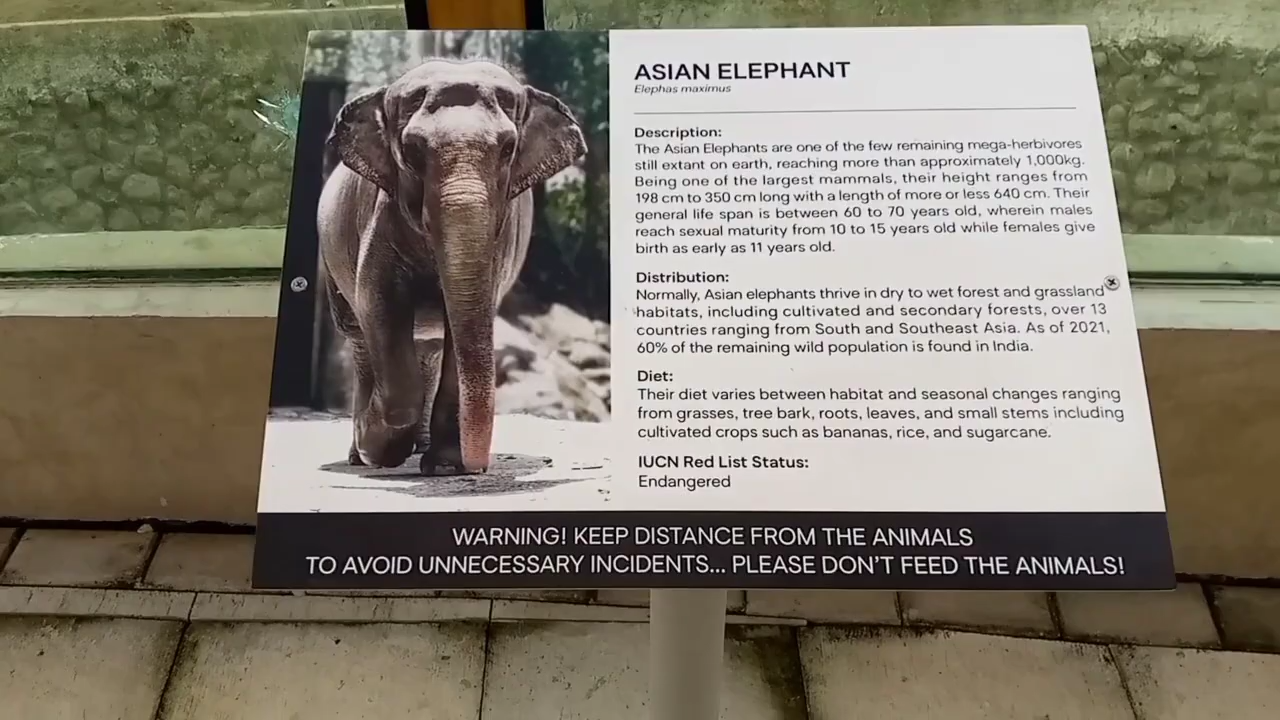 ASIAN ELEPHANT
Elephas maximus
Description:
The Asian Elephants are one of the few remaining mega-herbivores
still extant on earth, reaching more than approximately 1,000kg.
Being one of the largest mammals, their height ranges from
198 cm to 350 cm long with a length of more or less 640 cm. Their
general life span is between 60 to 70 years old, wherein males
reach sexual maturity from 10 to 15 years old while females give
birth as early as 11 years old.
Distribution:
Normally, Asian elephants thrive in dry to wet forest and grassland
habitats, including cultivated and secondary forests, over 13
countries ranging from South and Southeast Asia. As of 2021,
60% of the remaining wild population is found in India.
Diet:
Their diet varies between habitat and seasonal changes ranging
from grasses, tree bark, roots, leaves, and small stems including
cultivated crops such as bananas, rice, and sugarcane.
IUCN Red List Status:
Endangered
WARNING! KEEP DISTANCE FROM THE ANIMALS
TO AVOID UNNECESSARY INCIDENTS... PLEASE DON'T FEED THE ANIMALS!